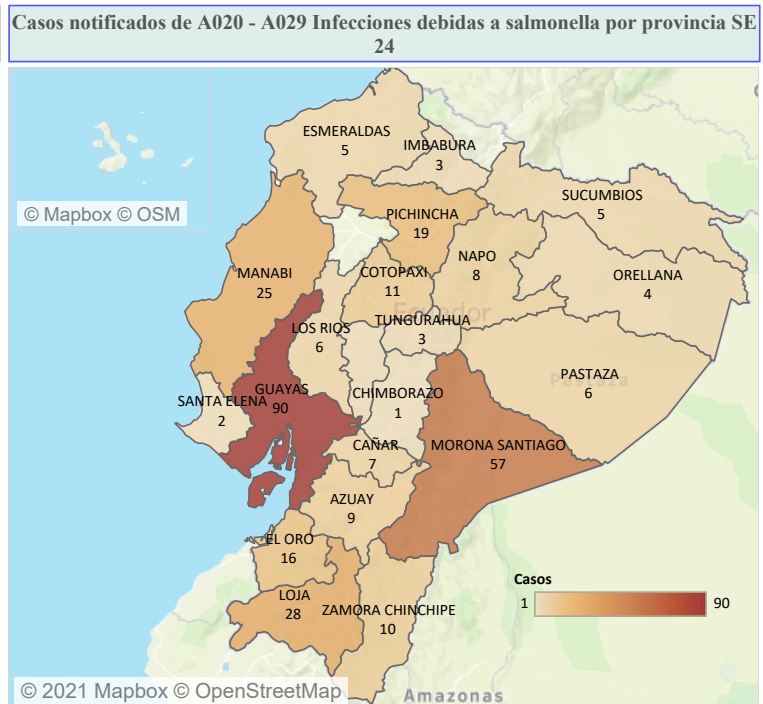 Casos notificados de A020 - A029 Infecciones debidas a salmonella por provincia SE
24
ESMERALDAS
5
IMBABURA
3
SUCUMBIOS
5
© Mapbox © OSM
PICHINCHA
19
NAPO
8
MANABI
25
COTOPAXI
11
ORELLANA
4
Ecuador
TUNGURAHUA
3
LOS RIOS
6
PASTAZA
6
Pastaza
GUAYAS
90
SANTA ELENA
2
CHIMBORAZO
1
CAÑAR
7
MORONA SANTIAGO
57
AZUAY
9
EL ORO
16
LOJA
28
ZAMORA CHINCHIPE
10
Casos
1
90
© 2021 Mapbox © OpenStreetMap
Amazonas